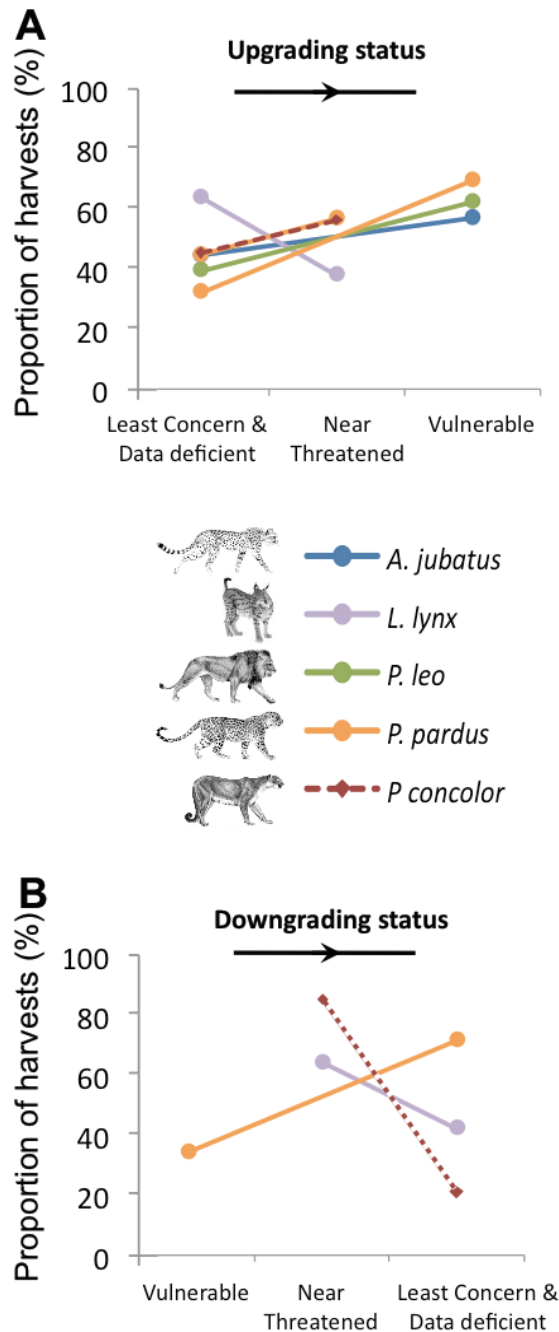 A
Upgrading status
Proportion of harvests (%)
100
80
60
40
20
0
Least Concern &
Data deficient
Near
Threatened
Vulnerable
A. jubatus
L. lynx
P. leo
P. pardus
P concolor
B
Downgrading status
Proportion of harvests (%)
100
80
60
40
20
0
Vulnerable
Near
Threatened
Least Concern &
Data deficient